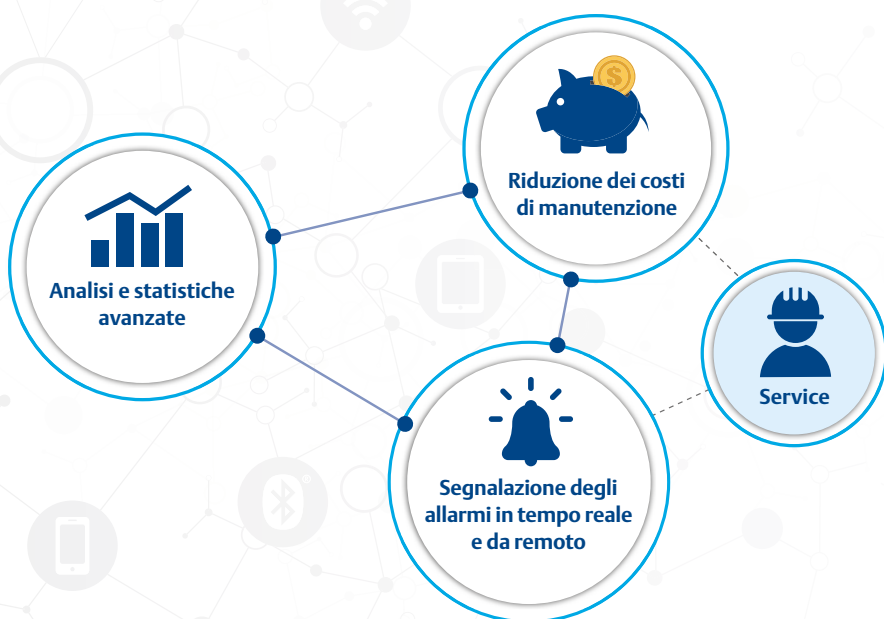 Riduzione dei costi
di manutenzione
Analisi e statistiche
avanzate
Service
Segnalazione degli
allarmi in tempo reale
e da remoto